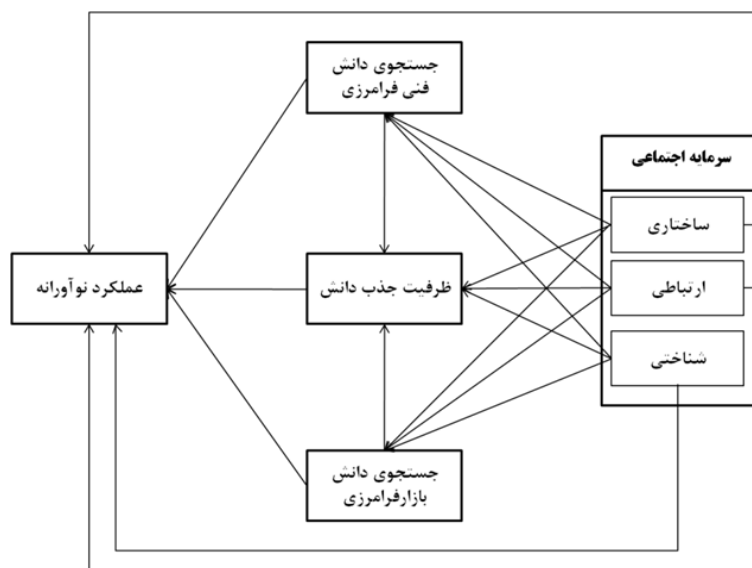 جستجوی دانش
فنی فرامرزی
سرمایه اجتماعی
ساختاری
ارتباطی
شناختی
ظرفیت جذب دانش
عملکرد نوآورانه
جستجوی دانش
بازارفرامرزی